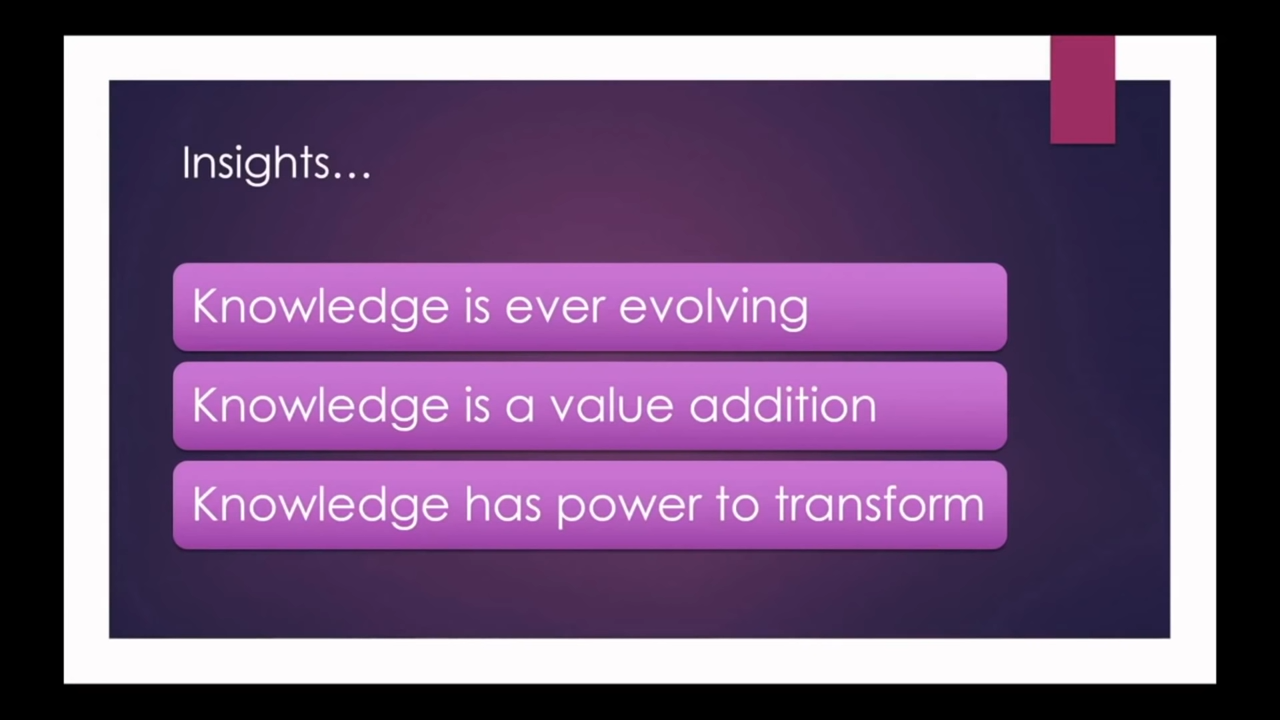 Insights...
Knowledge is ever evolving
Knowledge is a value addition
Knowledge has power to transform